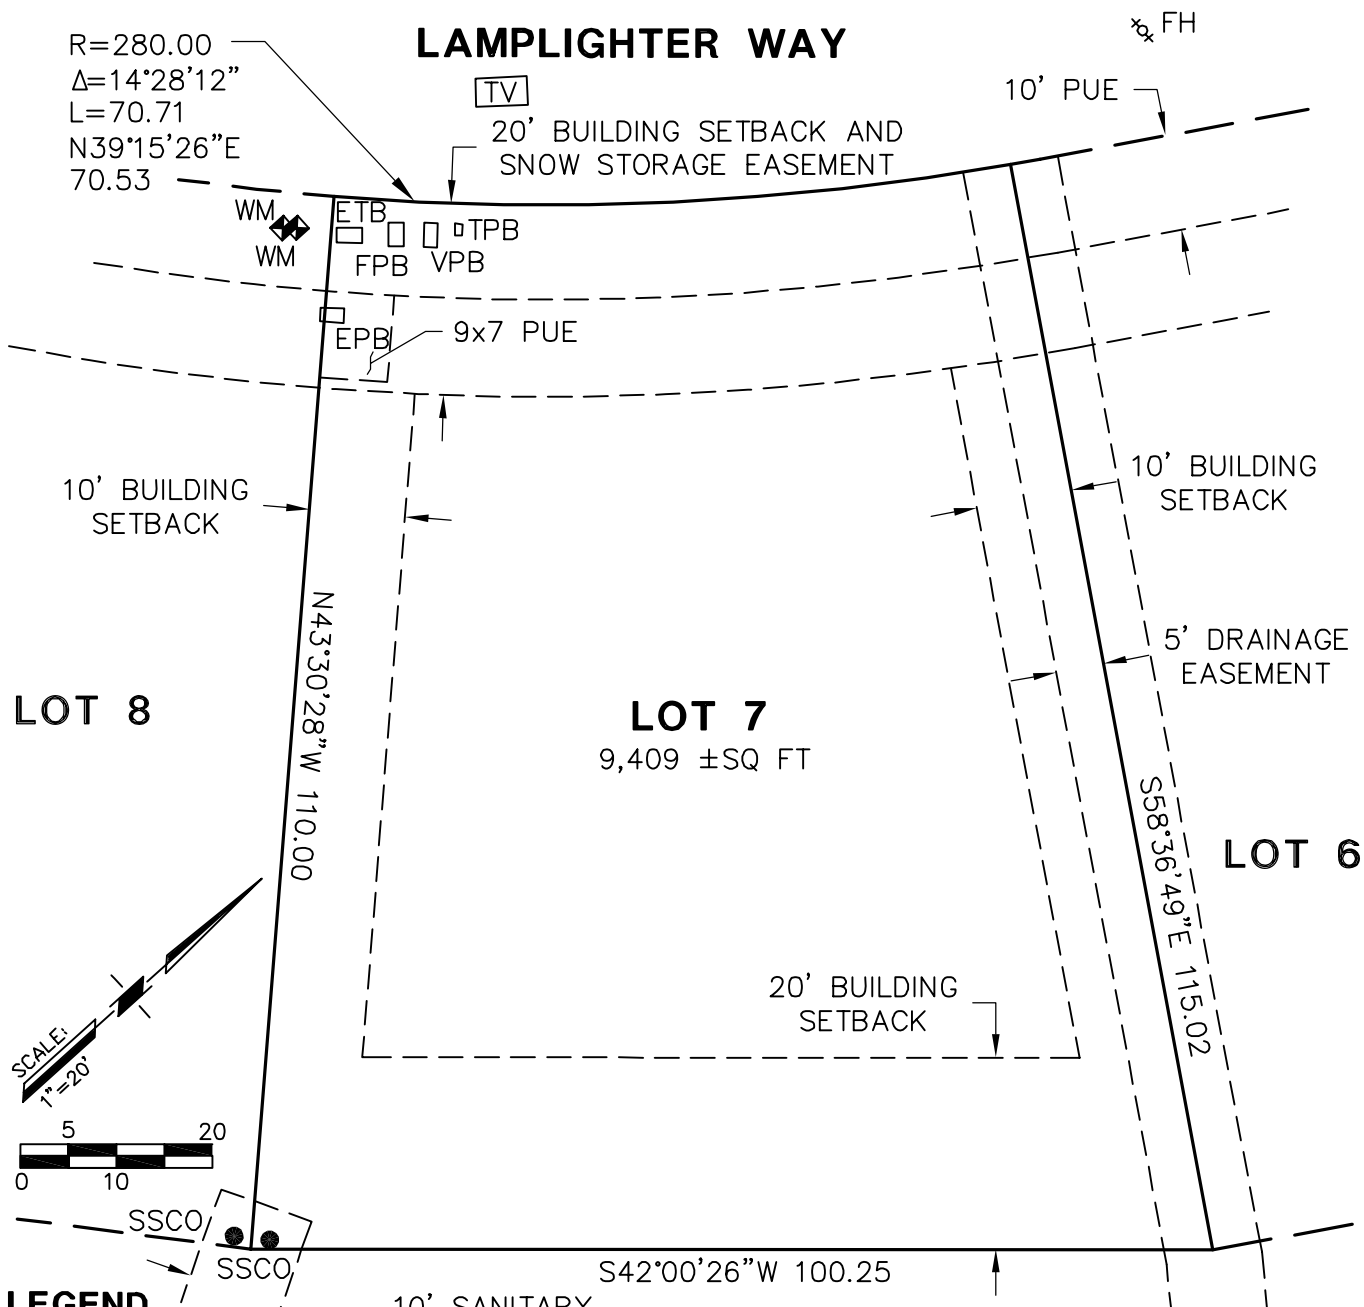 LAMPLIGHTER WAY
FH
R=280.00
Δ=14°28'12"
L=70.71
N39°15'26"E
70.53
TV
10' PUE
20' BUILDING SETBACK AND
SNOW STORAGE EASEMENT
WM
WM
ETB
FPB
VPB
TPB
EPB
9x7 PUE
10' BUILDING
SETBACK
10' BUILDING
SETBACK
N43°30'28"W 110.00
5' DRAINAGE
EASEMENT
LOT 8
LOT 7
9,409 ±SQ FT
S58°36'49"E 115.02
LOT 6
20' BUILDING
SETBACK
SCALE:
1"=20'
5
20
0
10
SSCO
SSCO
S42°00'26"W 100.25
LEGEND
10' SANITARY